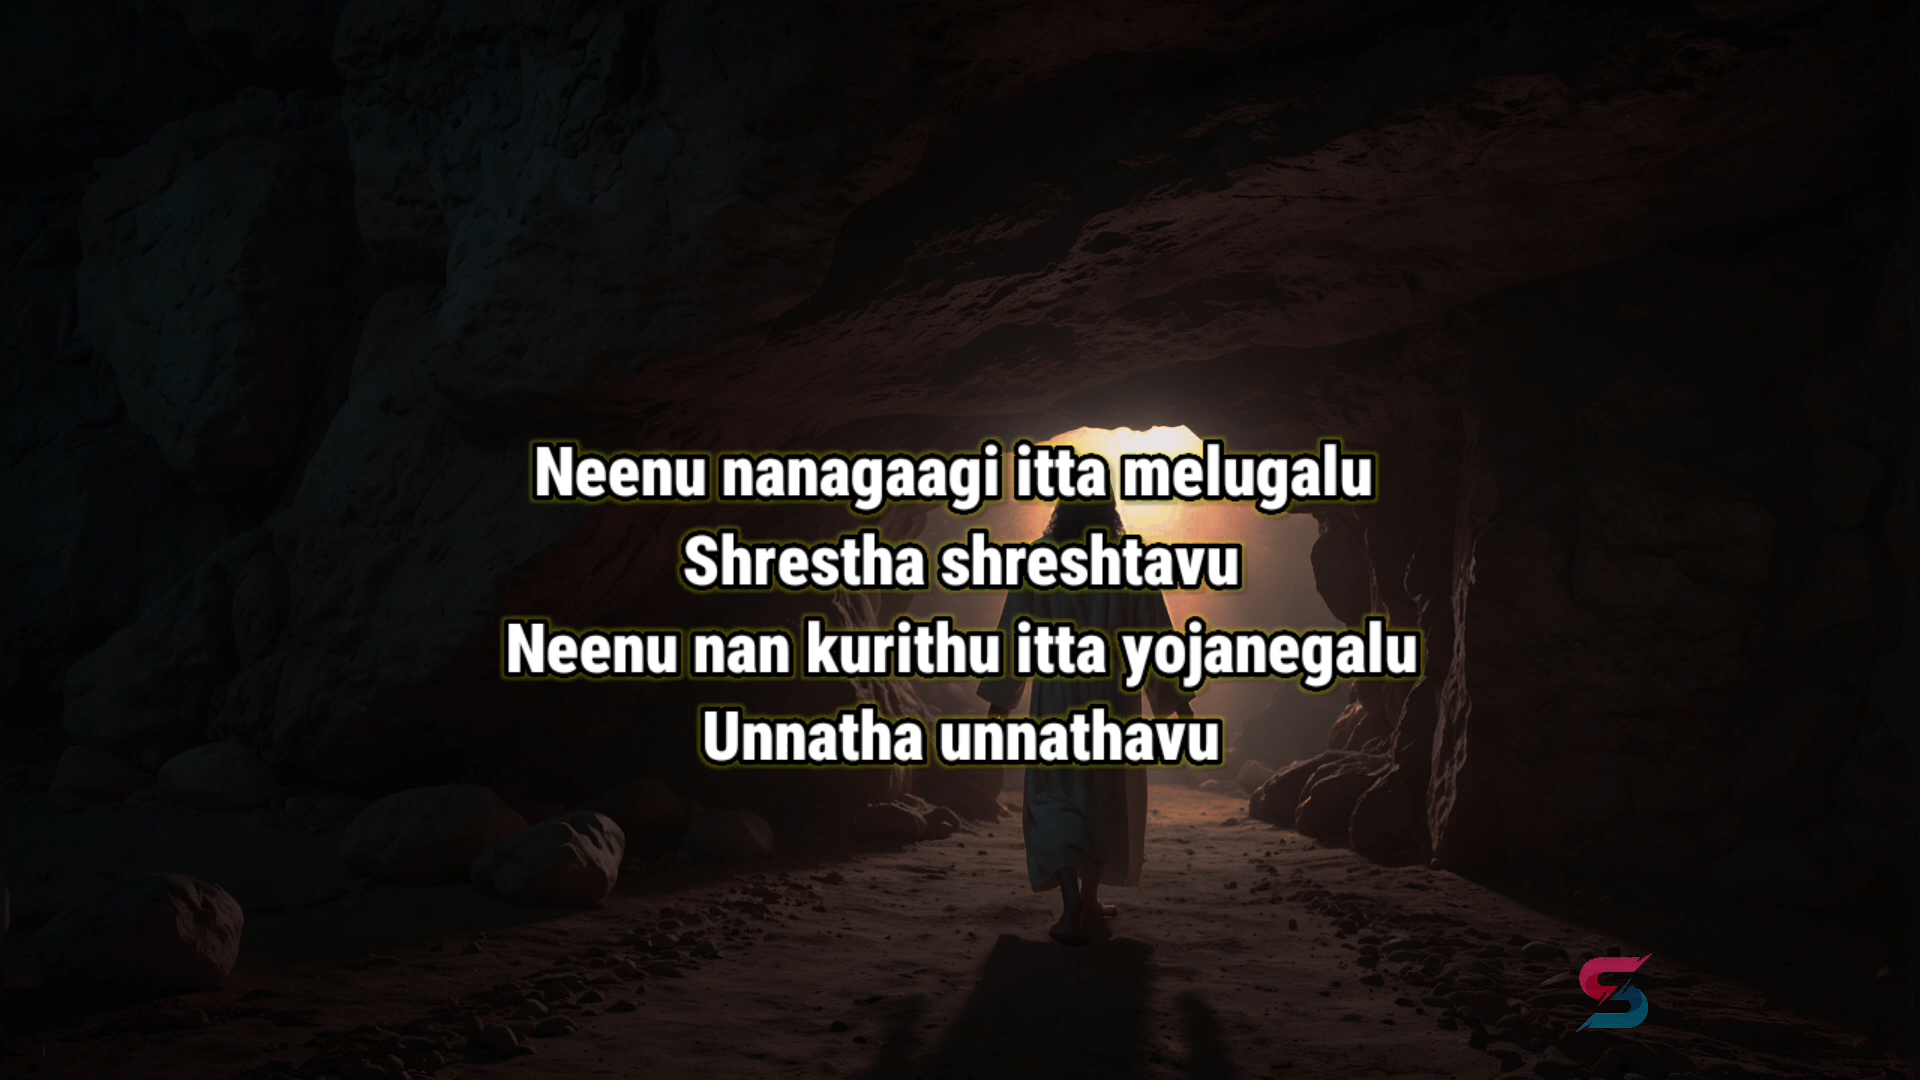 Neenu nanagaagi itta melugalu
Shrestha shreshtavu
Neenu nan kurithu itta yojanegalu
Unnatha unnathavu